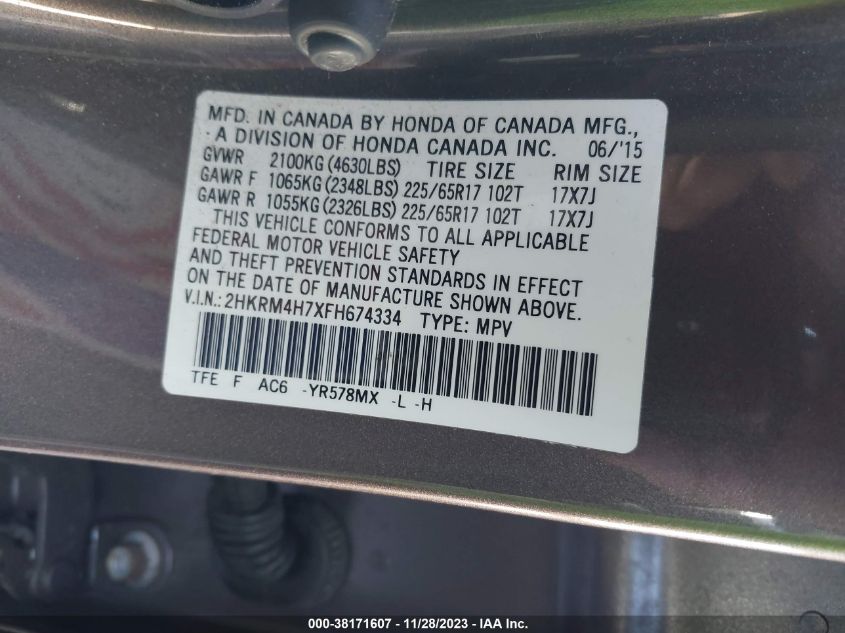 MFD. IN CANADA BY HONDA OF CANADA MFG.,
A DIVISION OF HONDA CANADA INC. 06/'15
GVWR 2100KG (4630LBS) TIRE SIZE RIM SIZE
GAWR F 1065KG (2348LBS) 225/65R17 102T 17X7J
GAWR R 1055KG (2326LBS) 225/65R17 102T 17X7J
THIS VEHICLE CONFORMS TO ALL APPLICABLE
FEDERAL MOTOR VEHICLE SAFETY
AND THEFT PREVENTION STANDARDS IN EFFECT
ON THE DATE OF MANUFACTURE SHOWN ABOVE.
V.I.N.: 2HKRM4H7XFH674334 TYPE: MPV
TFE F AC6 -YR578MX -L -H
000-38171607 - 11/28/2023 - IAA Inc.